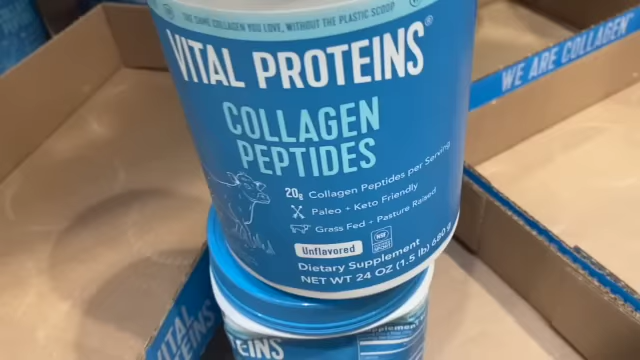 THE SAME COLLAGEN YOU LOVE, WITHOUT THE PLASTIC SCOOP
VITAL PROTEINS®
WE ARE COLLAGEN
COLLAGEN
PEPTIDES
20g Collagen Peptides per Serving
Paleo + Keto Friendly
Grass Fed + Pasture Raised
Unflavored
Dietary Supplement
NET WT 24 OZ (1.5 lb) 680 g
VITAL
PROTEINS
EINS